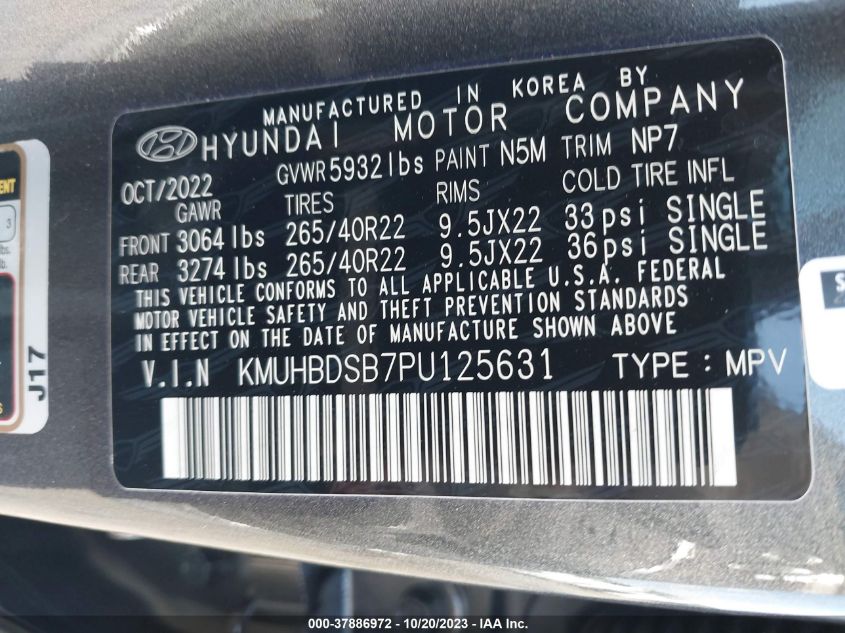 MANUFACTURED IN KOREA BY
HYUNDAI MOTOR COMPANY
OCT/2022 GVWR 5932 lbs PAINT N5M TRIM NP7
GAWR TIRES RIMS COLD TIRE INFL
FRONT 3064 lbs 265/40R22 9.5JX22 33 psi SINGLE
REAR 3274 lbs 265/40R22 9.5JX22 36 psi SINGLE
THIS VEHICLE CONFORMS TO ALL APPLICABLE U.S.A. FEDERAL
MOTOR VEHICLE SAFETY AND THEFT PREVENTION STANDARDS
IN EFFECT ON THE DATE OF MANUFACTURE SHOWN ABOVE
V.I.N KMUHBDSB7PU125631 TYPE: MPV
J17
3
000-37886972 - 10/20/2023 - IAA Inc.